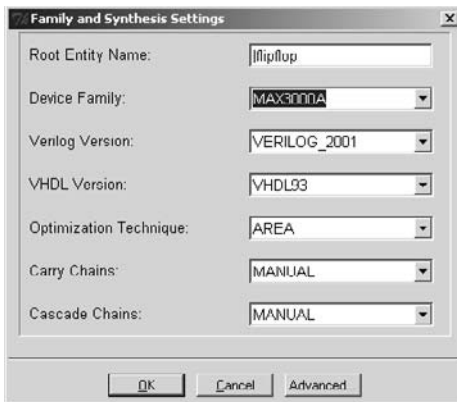 Family and Synthesis Settings
Root Entity Name: flipflop
Device Family: MAX3000A
Verilog Version: VERILOG_2001
VHDL Version: VHDL93
Optimization Technique: AREA
Carry Chains: MANUAL
Cascade Chains: MANUAL
OK Cancel Advanced